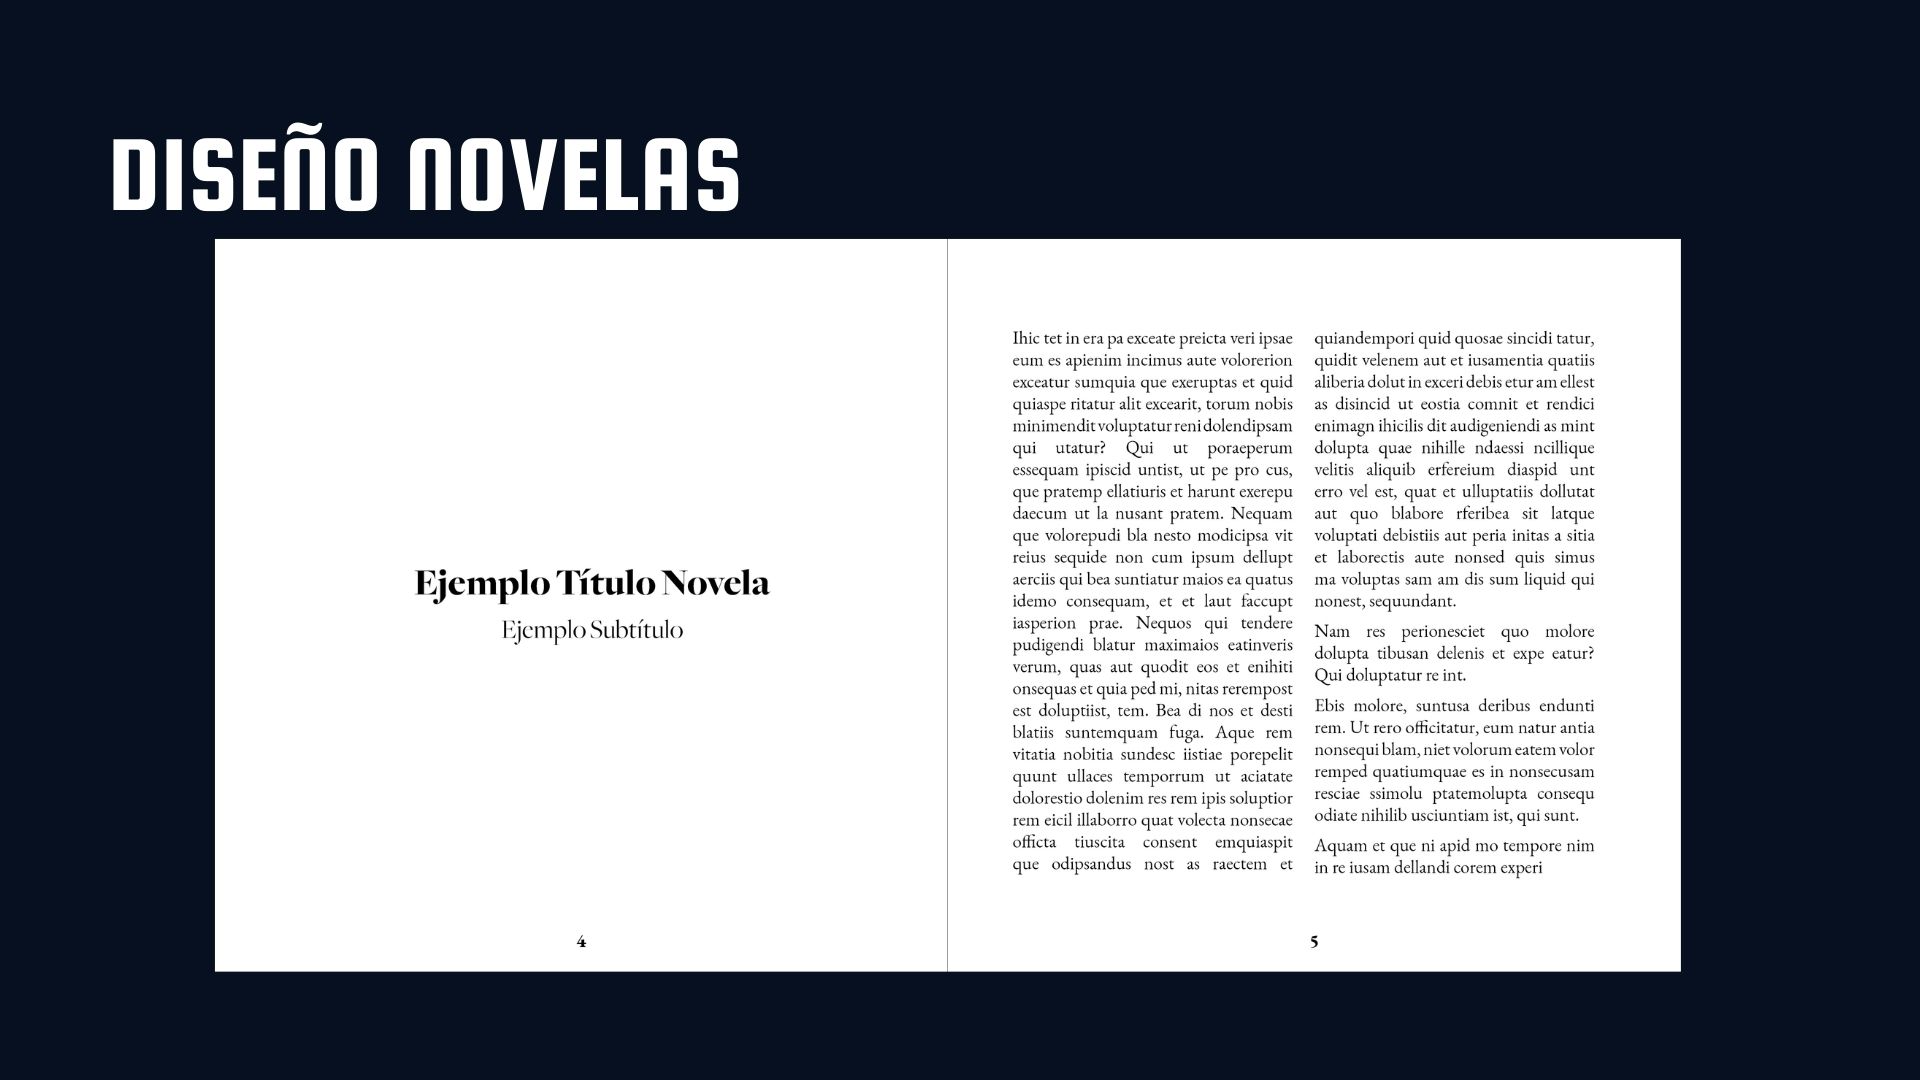 DISEÑO NOVELAS
Ejemplo Título Novela
Ejemplo Subtítulo
4
Ihic tet in era pa exceate preicta veri ipsae
eum es apienim incimus aute volorerion
exceatur sumquia que exeruptas et quid
quiaspe ritatur alit excearit, torum nobis
minimendit voluptatur reni dolendipsam
qui utatur? Qui ut poraeperum
essequam ipiscid untist, ut pe pro cus,
que pratemp ellatiuris et harunt exerepu
daecum ut la nusant pratem. Nequam
que volorepudi bla nesto modicipsa vit
reius sequide non cum ipsum dellupt
aerciis qui bea suntiatur maios ea quatus
idemo consequam, et et laut faccupt
iasperion prae. Nequos qui tendere
pudigendi blatur maximaios eatinveris
verum, quas aut quodit eos et enihiti
onsequas et quia ped mi, nitas rerempost
est doluptiist, tem. Bea di nos et desti
blatiis suntemquam fuga. Aque rem
vitatia nobitia sundesc iistiae porepelit
quunt ullaces temporrum ut aciatate
dolorestio dolenim res rem ipis soluptior
rem eicil illaborro quat volecta nonsecae
officta tiuscita consent emquiaspit
que odipsandus nost as raectem et
quiandempori quid quosae sincidi tatur,
quidit velenem aut et iusamentia quatiis
aliberia dolut in exceri debis etur am ellest
as disincid ut eostia comnit et rendici
enimagn ihicilis dit audigeniendi as mint
dolupta quae nihille ndaessi ncillique
velitis aliquib erfereium diaspid unt
erro vel est, quat et ulluptatiis dollutat
aut quo blabore rferibea sit latque
voluptati debistiis aut peria initas a sitia
et laborectis aute nonsed quis simus
ma voluptas sam am dis sum liquid qui
nonest, sequundant.
Nam res perionesciet quo molore
dolupta tibusan delenis et expe eatur?
Qui doluptatur re int.
Ebis molore, suntusa deribus endunti
rem. Ut rero officitatur, eum natur antia
nonsequi blam, niet volorum eatem volor
remped quatiumquae es in nonsecusam
resciae ssimolu ptatemolupta consequ
odiate nihilib usciuntiam ist, qui sunt.
Aquam et que ni apid mo tempore nim
in re iusam dellandi corem experi
5